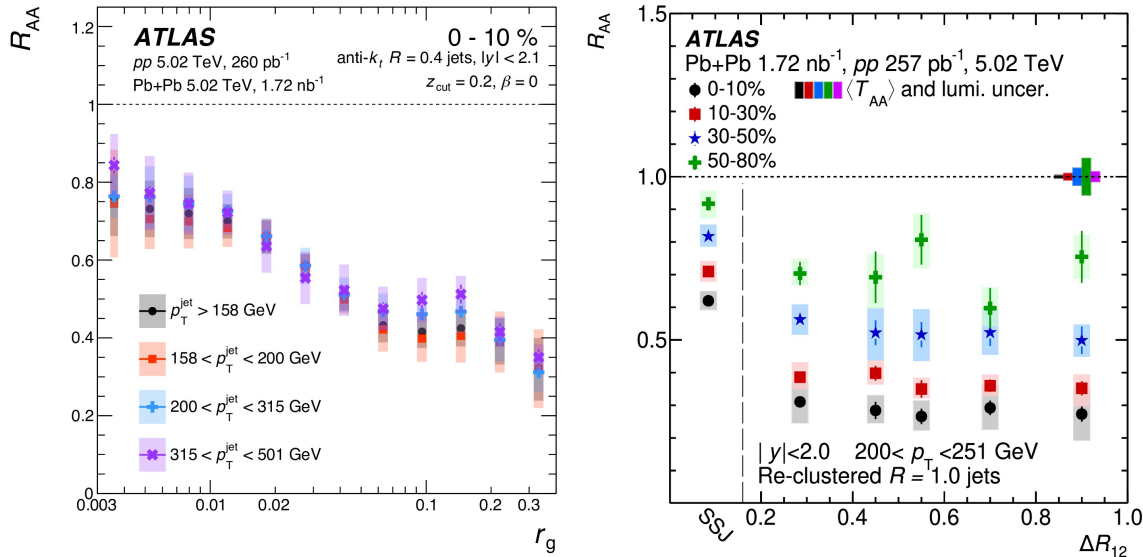 R_AA
1.2
1
0.8
0.6
0.4
0.2
0
ATLAS
0 - 10 %
pp 5.02 TeV, 260 pb⁻¹
anti-k_t R = 0.4 jets, |y| < 2.1
Pb+Pb 5.02 TeV, 1.72 nb⁻¹
z_cut = 0.2, β = 0
p_T^jet > 158 GeV
158 < p_T^jet < 200 GeV
200 < p_T^jet < 315 GeV
315 < p_T^jet < 501 GeV
0.003 0.01 0.02 0.1 0.2 0.3
r_g
R_AA
1.5
1.0
0.5
ATLAS
Pb+Pb 1.72 nb⁻¹, pp 257 pb⁻¹, 5.02 TeV
0-10% ⟨T_AA⟩ and lumi. uncer.
10-30%
30-50%
50-80%
| y|<2.0 200< p_T <251 GeV
Re-clustered R = 1.0 jets
SSJ 0.2 0.4 0.6 0.8 1.0
ΔR₁₂